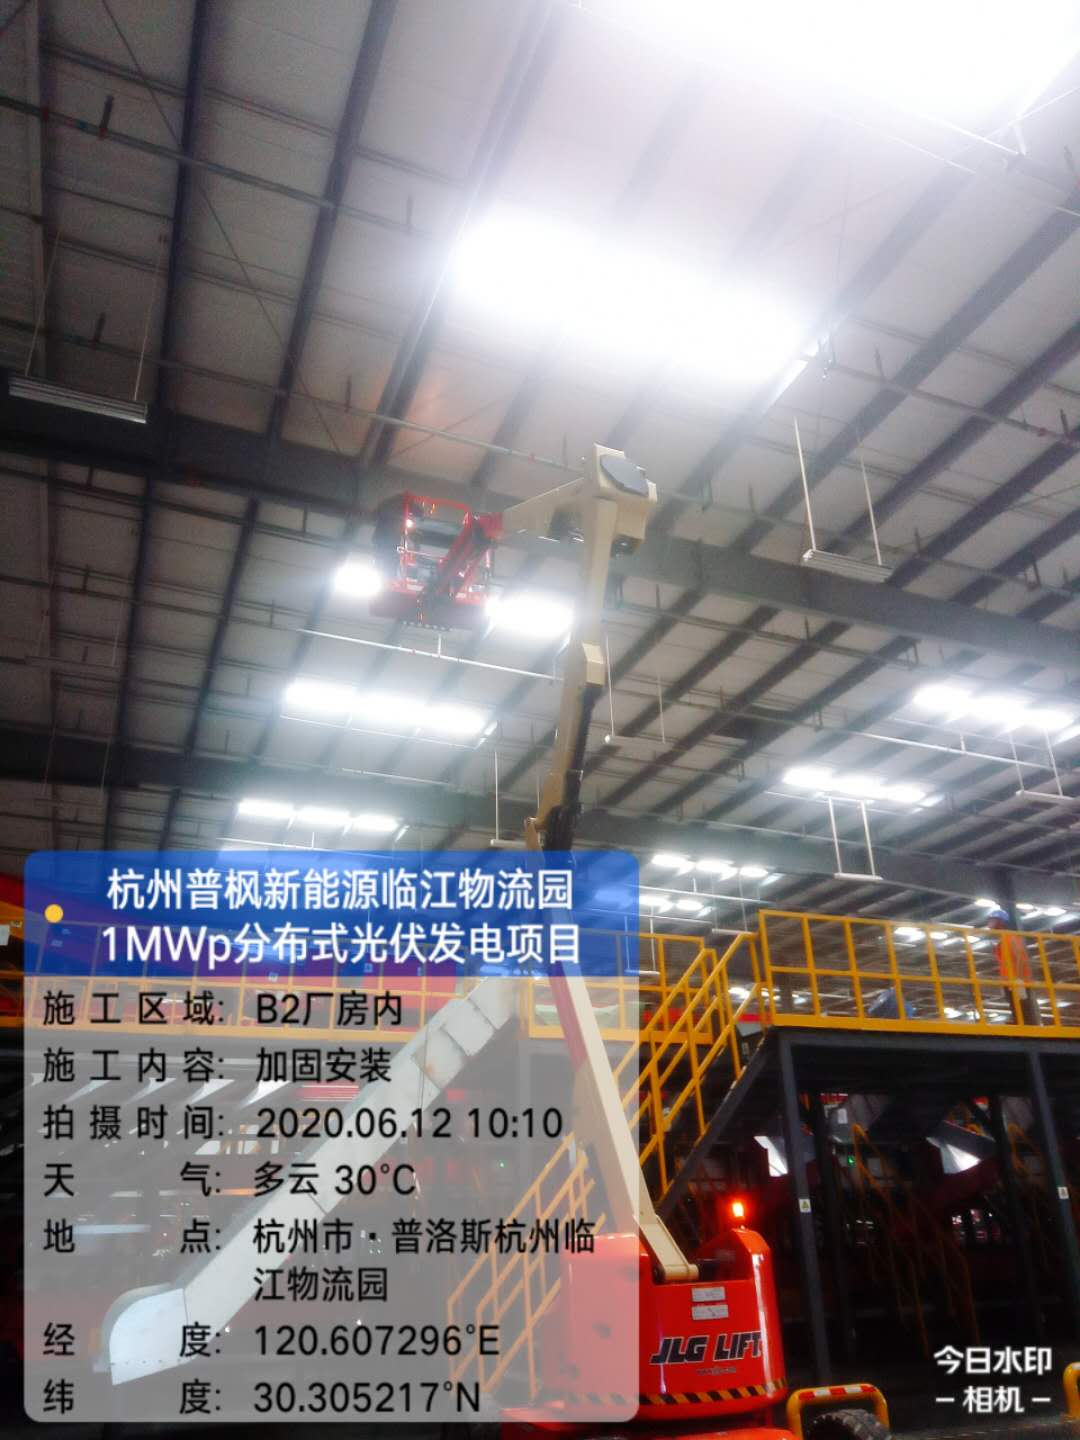 杭州普枫新能源临江物流园
1MWp分布式光伏发电项目
施工区域: B2厂房内
施工内容: 加固安装
拍摄时间: 2020.06.12 10:10
天气: 多云 30°C
地点: 杭州市·普洛斯杭州临
江物流园
经度: 120.607296°E
纬度: 30.305217°N
JLG LIFT
今日水印
-相机-